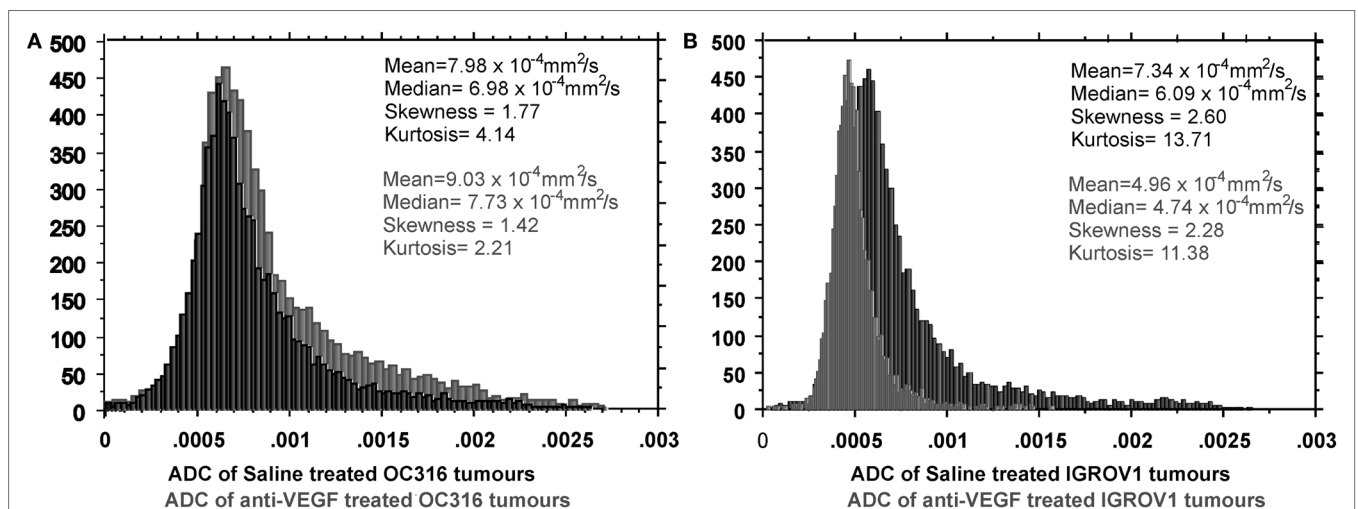 A
500
450
400
350
300
250
200
150
100
50
0
Mean=7.98 x 10-4mm2/s
Median= 6.98 x 10-4mm2/s
Skewness = 1.77
Kurtosis= 4.14
Mean=9.03 x 10-4mm2/s
Median= 7.73 x 10-4mm2/s
Skewness = 1.42
Kurtosis= 2.21
0 .0005 .001 .0015 .002 .0025 .003
ADC of Saline treated OC316 tumours
ADC of anti-VEGF treated OC316 tumours
B
500
450
400
350
300
250
200
150
100
50
0
Mean=7.34 x 10-4mm2/s
Median= 6.09 x 10-4mm2/s
Skewness = 2.60
Kurtosis= 13.71
Mean=4.96 x 10-4mm2/s
Median= 4.74 x 10-4mm2/s
Skewness = 2.28
Kurtosis= 11.38
0 .0005 .001 .0015 .002 .0025 .003
ADC of Saline treated IGROV1 tumours
ADC of anti-VEGF treated IGROV1 tumours